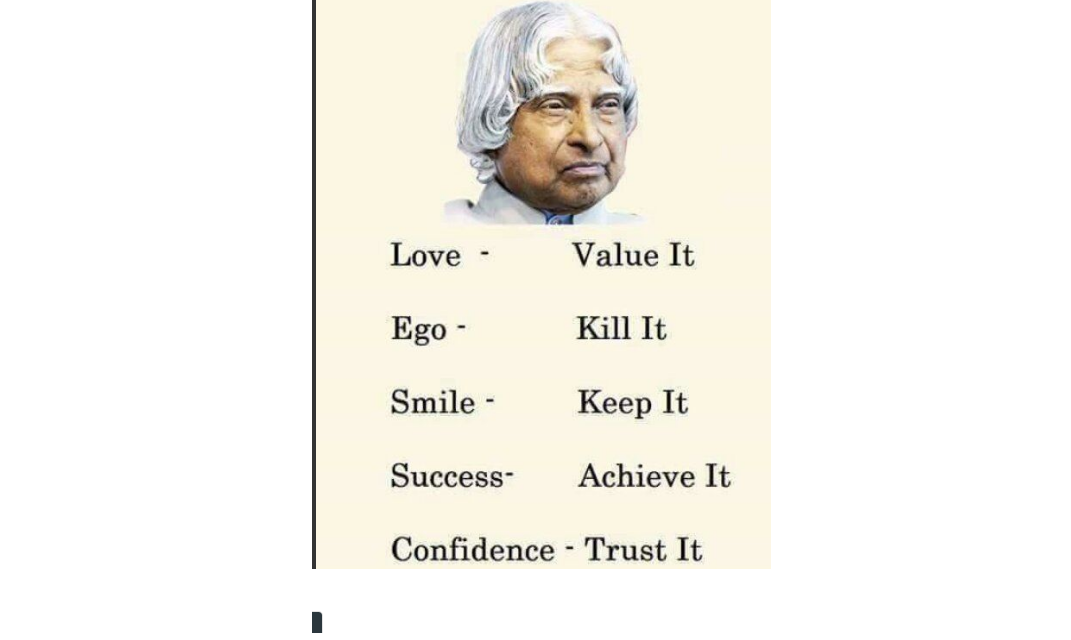 Love - Value It
Ego - Kill It
Smile - Keep It
Success- Achieve It
Confidence - Trust It